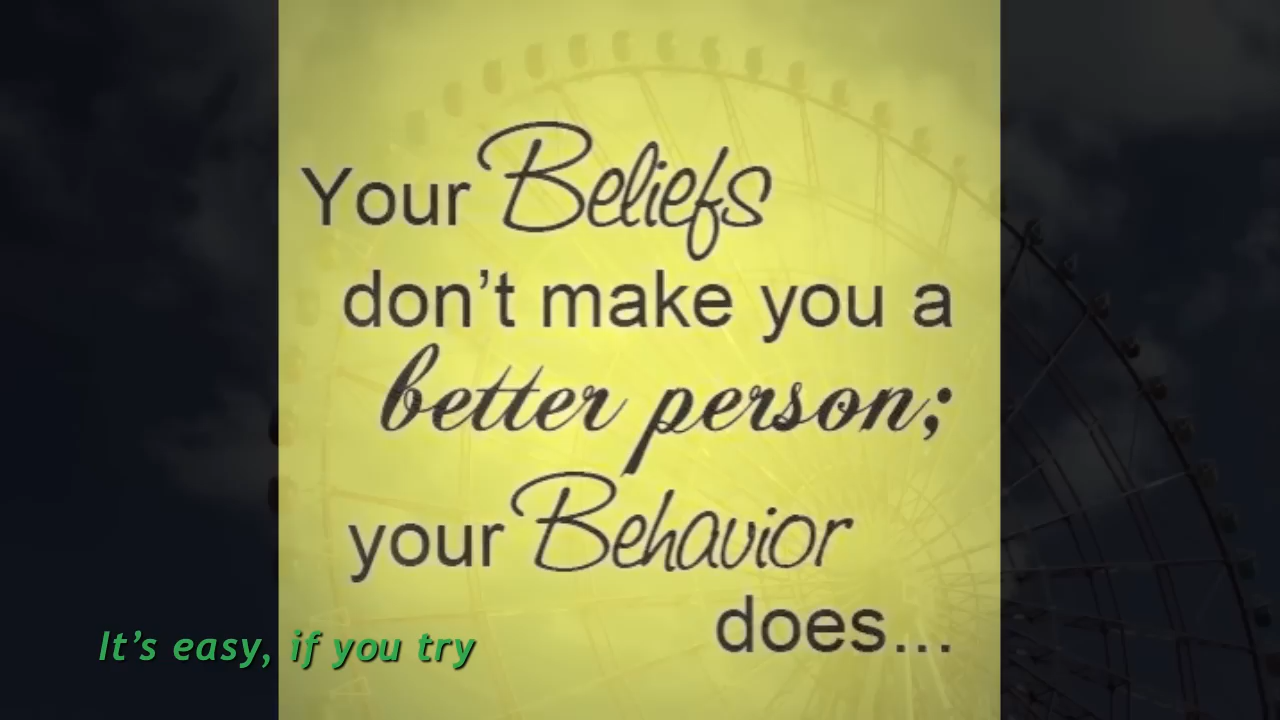 Your Beliefs
don’t make you a
better person;
your Behavior
does...
It’s easy, if you try